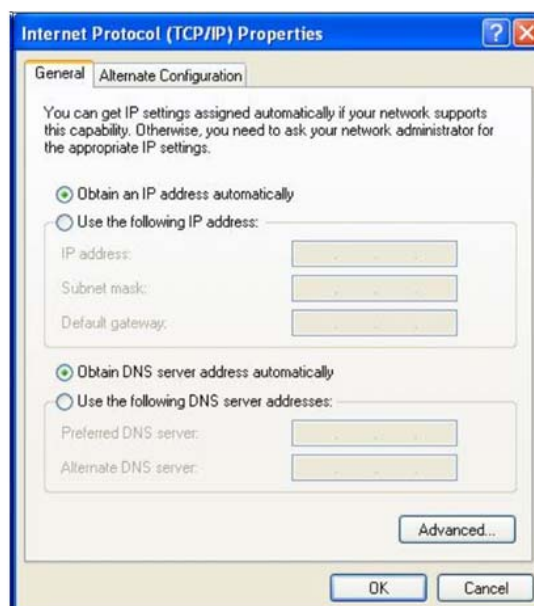 Internet Protocol (TCP/IP) Properties
General
Alternate Configuration
You can get IP settings assigned automatically if your network supports
this capability. Otherwise, you need to ask your network administrator for
the appropriate IP settings.
Obtain an IP address automatically
Use the following IP address:
IP address:
Subnet mask:
Default gateway:
Obtain DNS server address automatically
Use the following DNS server addresses:
Preferred DNS server:
Alternate DNS server:
Advanced...
OK
Cancel